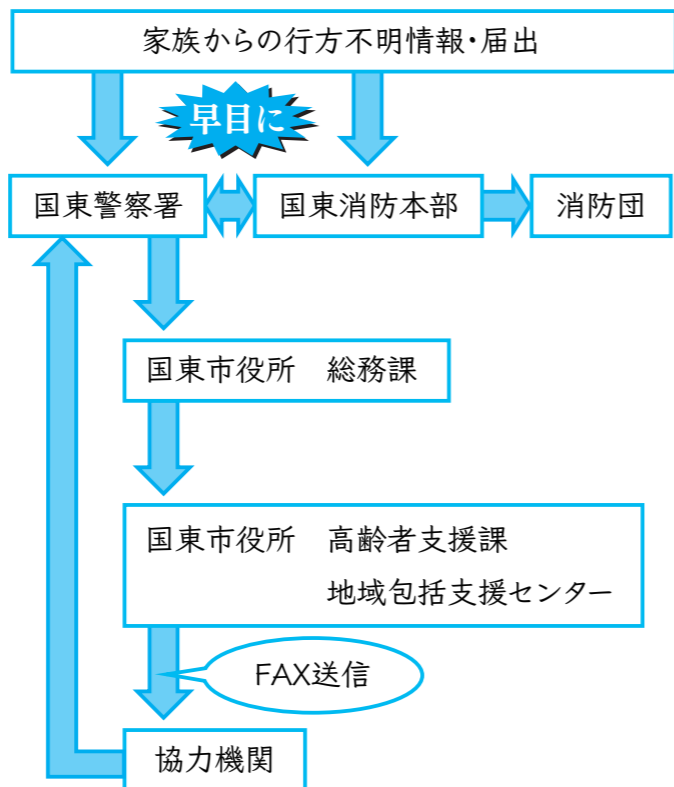 家族からの行方不明情報・届出
早目に
国東警察署
国東消防本部
消防団
国東市役所　総務課
国東市役所　高齢者支援課
地域包括支援センター
FAX送信
協力機関